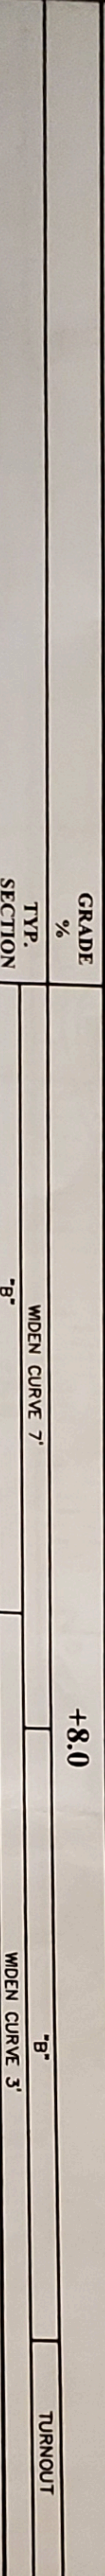 GRADE
%
+8.0
TYP.
SECTION
WIDEN CURVE 7'
"B"
TURNOUT
"B"
WIDEN CURVE 3'